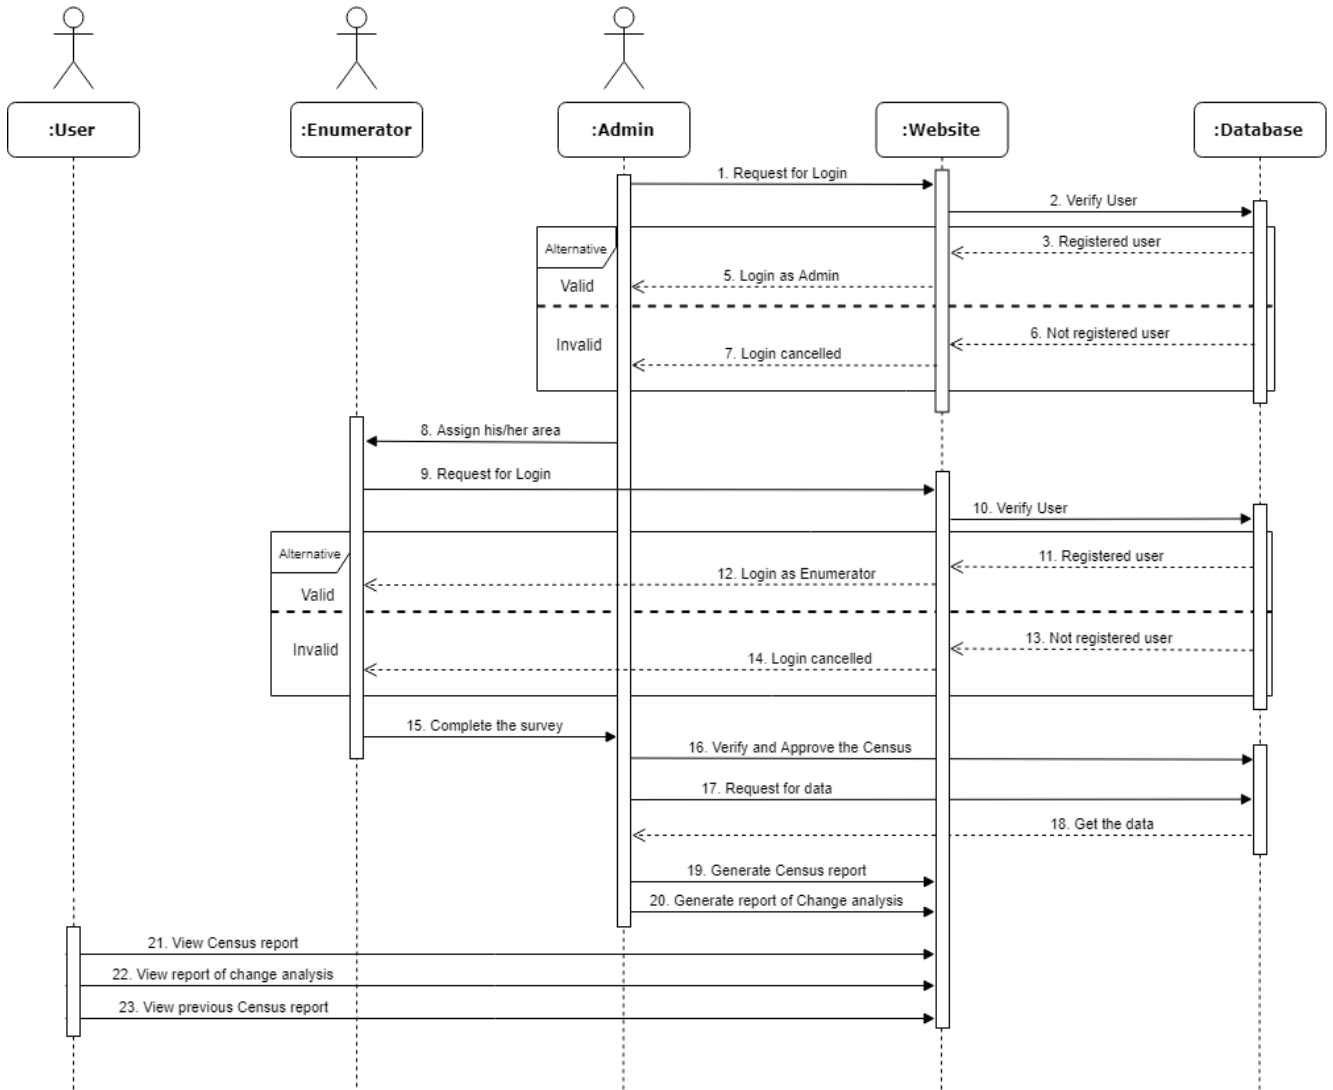 :User
:Enumerator
:Admin
:Website
:Database
1. Request for Login
2. Verify User
Alternative
3. Registered user
Valid
5. Login as Admin
6. Not registered user
Invalid
7. Login cancelled
8. Assign his/her area
9. Request for Login
10. Verify User
Alternative
11. Registered user
12. Login as Enumerator
Valid
13. Not registered user
Invalid
14. Login cancelled
15. Complete the survey
16. Verify and Approve the Census
17. Request for data
18. Get the data
19. Generate Census report
20. Generate report of Change analysis
21. View Census report
22. View report of change analysis
23. View previous Census report